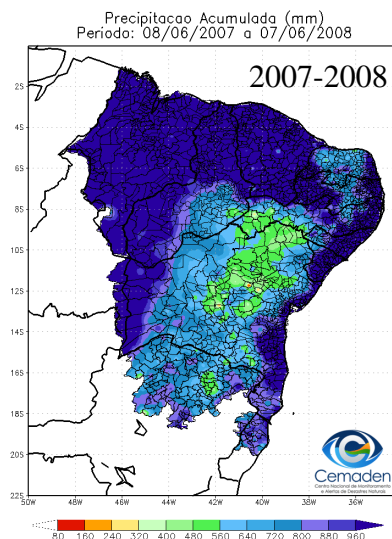 Precipitacao Acumulada (mm)
Periodo: 08/06/2007 a 07/06/2008
2007-2008
2S
4S
6S
8S
10S
12S
14S
16S
18S
20S
22S
50W 48W 46W 44W 42W 40W 38W 36W
Cemaden
Centro Nacional de Monitoramento
e Alertas de Desastres Naturais
80 160 240 320 400 480 560 640 720 800 880 960